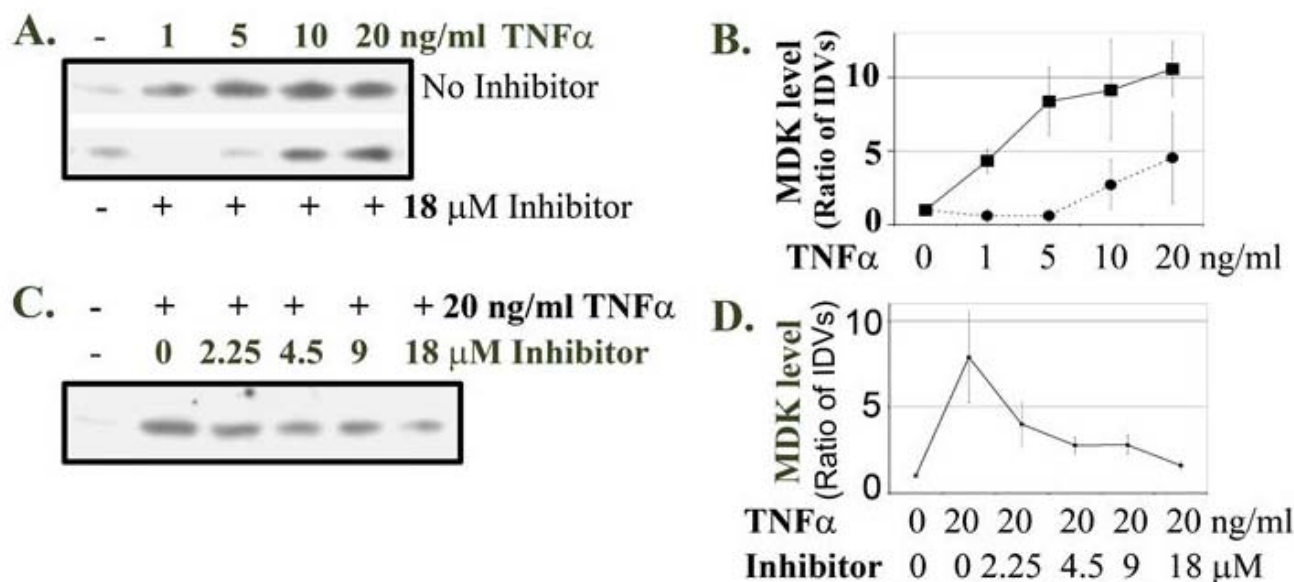 A.
- 1 5 10 20 ng/ml TNFα
No Inhibitor
- + + + + 18 μM Inhibitor
B.
MDK level
(Ratio of IDVs)
10
5
0
TNFα 0 1 5 10 20 ng/ml
C.
- + + + + + 20 ng/ml TNFα
- 0 2.25 4.5 9 18 μM Inhibitor
D.
MDK level
(Ratio of IDVs)
10
5
0
TNFα 0 20 20 20 20 20 ng/ml
Inhibitor 0 0 2.25 4.5 9 18 μM